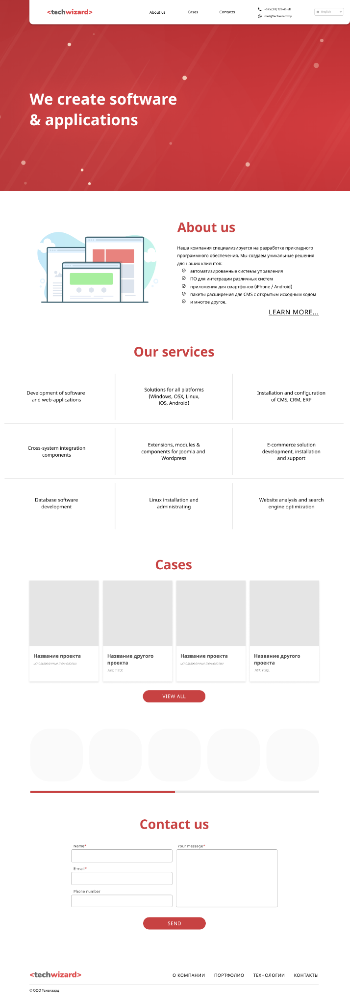 <techwizard>
About us
Cases
Contacts
+375 (29) 123-45-68
mail@techwizard.by
English
We create software
& applications
About us
Наша компания специализируется на разработке прикладного
программного обеспечения. Мы создаем уникальные решения
для наших клиентов:
автоматизированные системы управления
ПО для интеграции различных систем
приложения для смартфонов (iPhone / Android)
пакеты расширения для CMS с открытым исходным кодом
и многое другое.
LEARN MORE...
Our services
Development of software
and web-applications
Solutions for all platforms
(Windows, OSX, Linux,
iOS, Android)
Installation and configuration
of CMS, CRM, ERP
Cross-system integration
components
Extensions, modules &
components for Joomla and
Wordpress
E-commerce solution
development, installation
and support
Database software
development
Linux installation and
administrating
Website analysis and search
engine optimization
Cases
Название проекта
использованные технологии
Название другого
проекта
.NET, T-SQL
Название проекта
использованные технологии
Название другого
проекта
.NET, T-SQL
VIEW ALL
Contact us
Name*
E-mail*
Phone number
Your message*
SEND
<techwizard>
О КОМПАНИИ
ПОРТФОЛИО
ТЕХНОЛОГИИ
КОНТАКТЫ
© ООО Техвизард